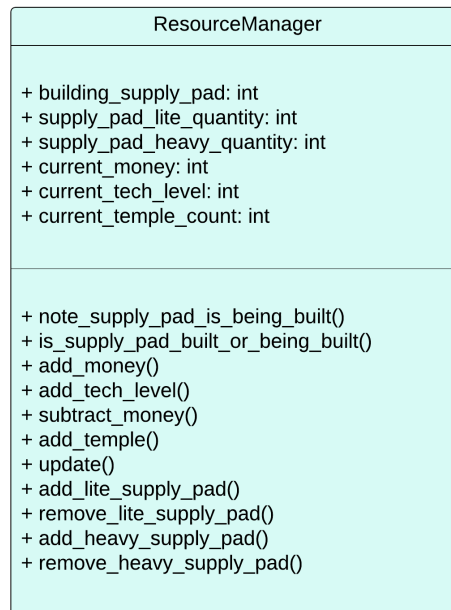 ResourceManager
+ building_supply_pad: int
+ supply_pad_lite_quantity: int
+ supply_pad_heavy_quantity: int
+ current_money: int
+ current_tech_level: int
+ current_temple_count: int
+ note_supply_pad_is_being_built()
+ is_supply_pad_built_or_being_built()
+ add_money()
+ add_tech_level()
+ subtract_money()
+ add_temple()
+ update()
+ add_lite_supply_pad()
+ remove_lite_supply_pad()
+ add_heavy_supply_pad()
+ remove_heavy_supply_pad()